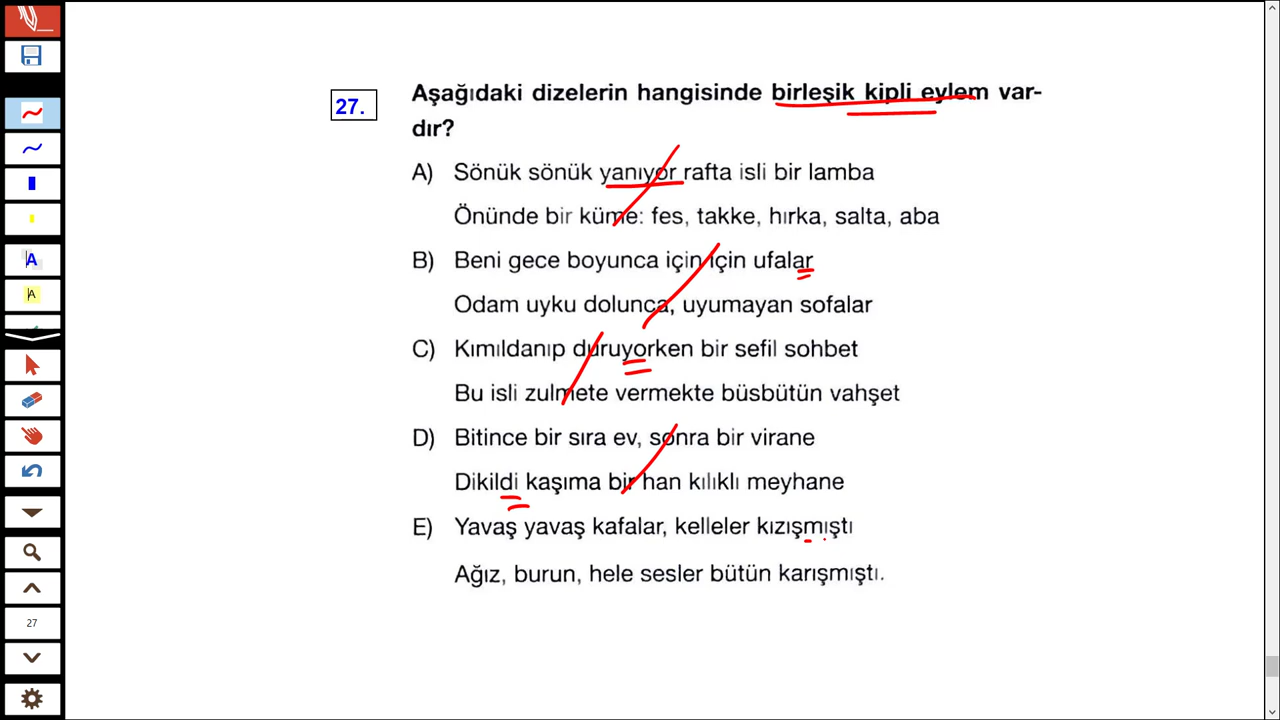 27.
Aşağıdaki dizelerin hangisinde birleşik kipli eylem var-
dır?
A) Sönük sönük yanıyor rafta isli bir lamba
Önünde bir küme: fes, takke, hırka, salta, aba
B) Beni gece boyunca için için ufalar
Odam uyku dolunca, uyumayan sofalar
C) Kımıldanıp duruyorken bir sefil sohbet
Bu isli zulmete vermekte büsbütün vahşet
D) Bitince bir sıra ev, sonra bir virane
Dikildi kaşıma bir han kılıklı meyhane
E) Yavaş yavaş kafalar, kelleler kızışmıştı
Ağız, burun, hele sesler bütün karışmıştı.
A
A
27